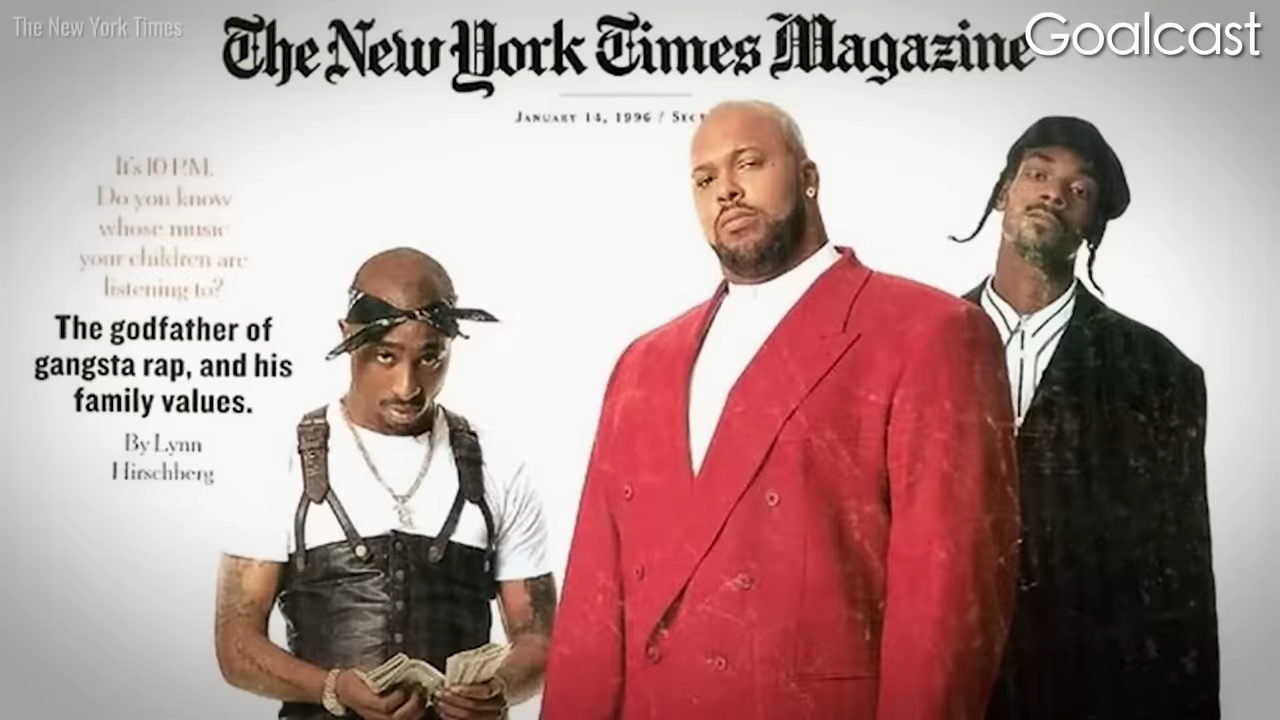 The New York Times
Goalcast
The New York Times Magazine
JANUARY 14, 1996 /
It's 10 P.M.
Do you know
whose music
your children are
listening to?
The godfather of
gangsta rap, and his
family values.
By Lynn
Hirschberg